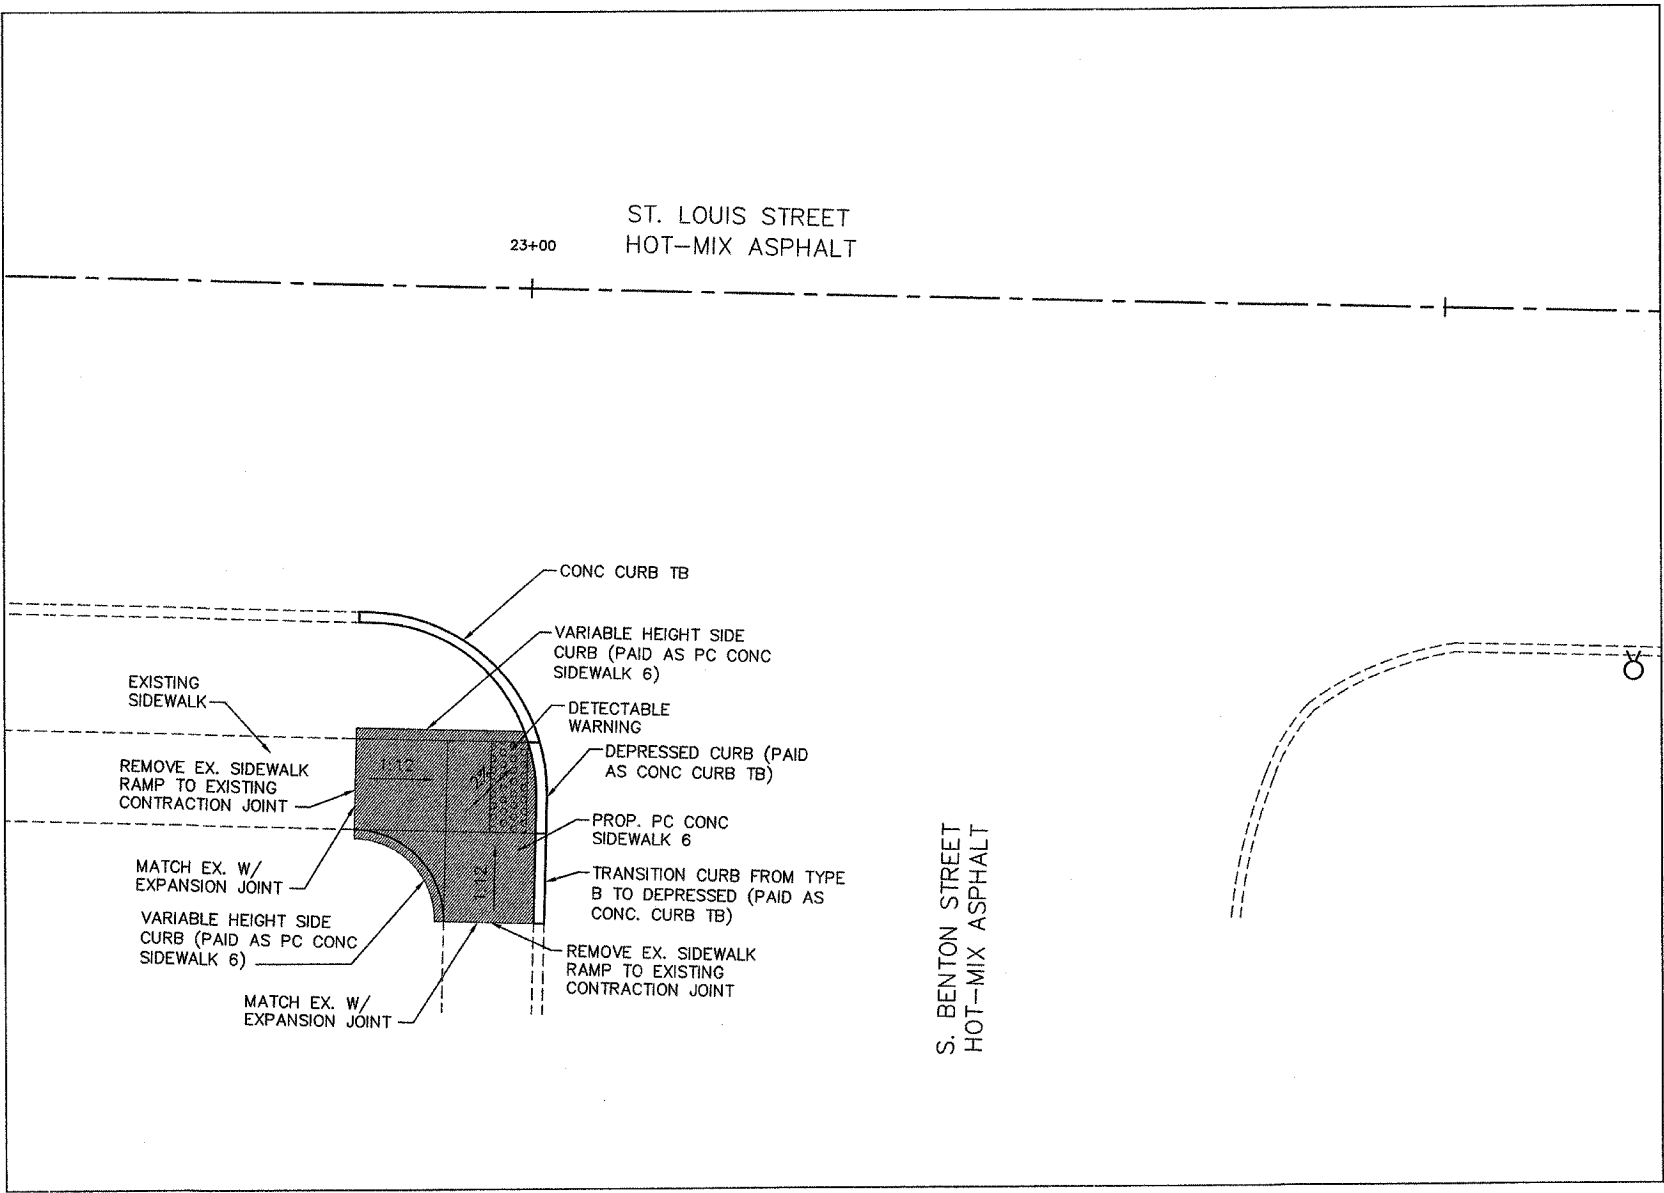 ST. LOUIS STREET
HOT-MIX ASPHALT
23+00
CONC CURB TB
VARIABLE HEIGHT SIDE
CURB (PAID AS PC CONC
SIDEWALK 6)
EXISTING
SIDEWALK
DETECTABLE
WARNING
DEPRESSED CURB (PAID
AS CONC CURB TB)
REMOVE EX. SIDEWALK
RAMP TO EXISTING
CONTRACTION JOINT
1:12
PROP. PC CONC
SIDEWALK 6
MATCH EX. W/
EXPANSION JOINT
1:12
TRANSITION CURB FROM TYPE
B TO DEPRESSED (PAID AS
CONC. CURB TB)
VARIABLE HEIGHT SIDE
CURB (PAID AS PC CONC
SIDEWALK 6)
REMOVE EX. SIDEWALK
RAMP TO EXISTING
CONTRACTION JOINT
MATCH EX. W/
EXPANSION JOINT
S. BENTON STREET
HOT-MIX ASPHALT